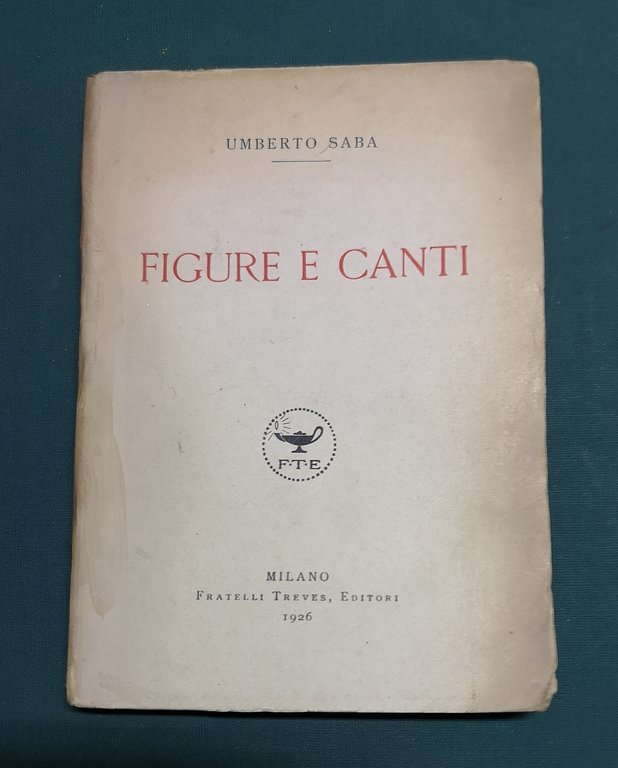 UMBERTO SABA
FIGURE E CANTI
F·T·E
MILANO
FRATELLI TREVES, EDITORI
1926